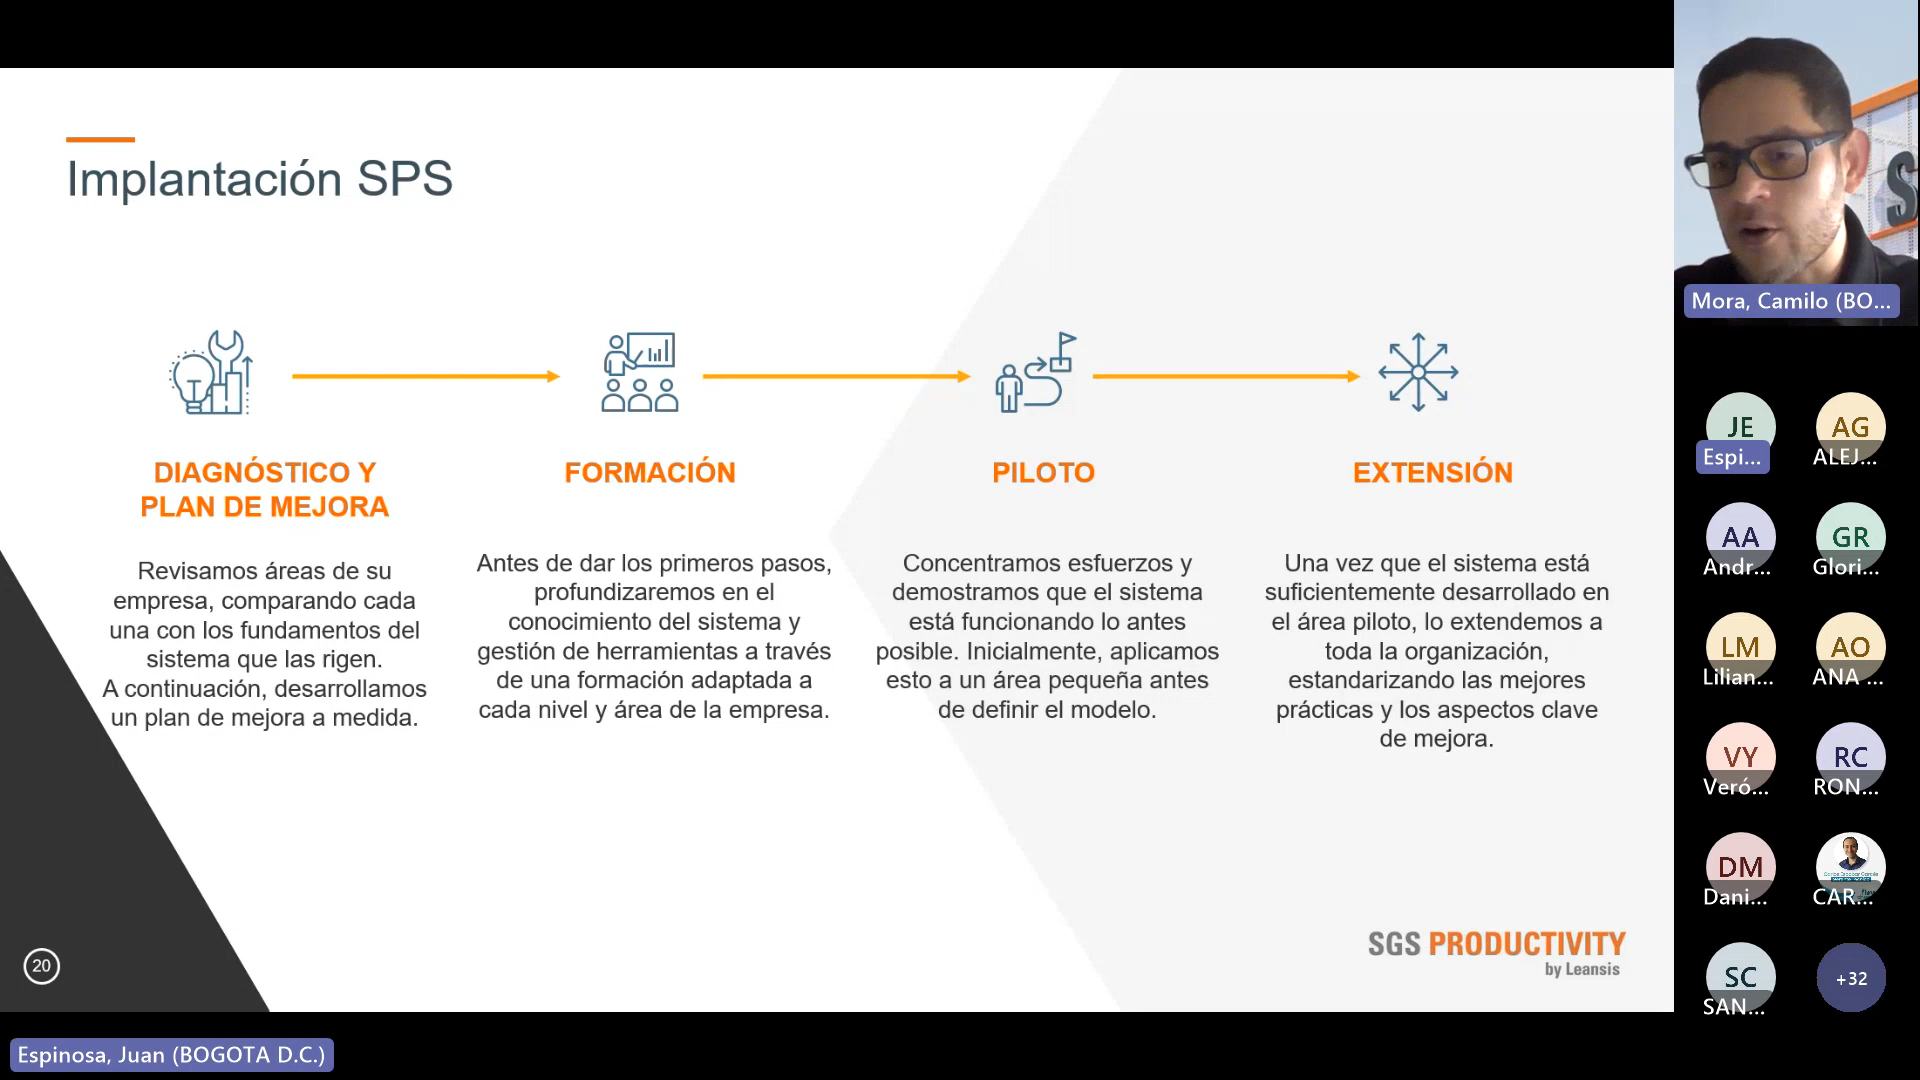 Implantación SPS
DIAGNÓSTICO Y
PLAN DE MEJORA
Revisamos áreas de su
empresa, comparando cada
una con los fundamentos del
sistema que las rigen.
A continuación, desarrollamos
un plan de mejora a medida.
FORMACIÓN
Antes de dar los primeros pasos,
profundizaremos en el
conocimiento del sistema y
gestión de herramientas a través
de una formación adaptada a
cada nivel y área de la empresa.
PILOTO
Concentramos esfuerzos y
demostramos que el sistema
está funcionando lo antes
posible. Inicialmente, aplicamos
esto a un área pequeña antes
de definir el modelo.
EXTENSIÓN
Una vez que el sistema está
suficientemente desarrollado en
el área piloto, lo extendemos a
toda la organización,
estandarizando las mejores
prácticas y los aspectos clave
de mejora.
20
SGS PRODUCTIVITY
by Leansis
Espinosa, Juan (BOGOTA D.C.)
S
Mora, Camilo (BO...
JE
Espi...
AG
ALEJ...
AA
Andr...
GR
Glori...
LM
Lilian...
AO
ANA ...
VY
Veró...
RC
RON...
DM
Dani...
CAR...
SC
SAN...
+32